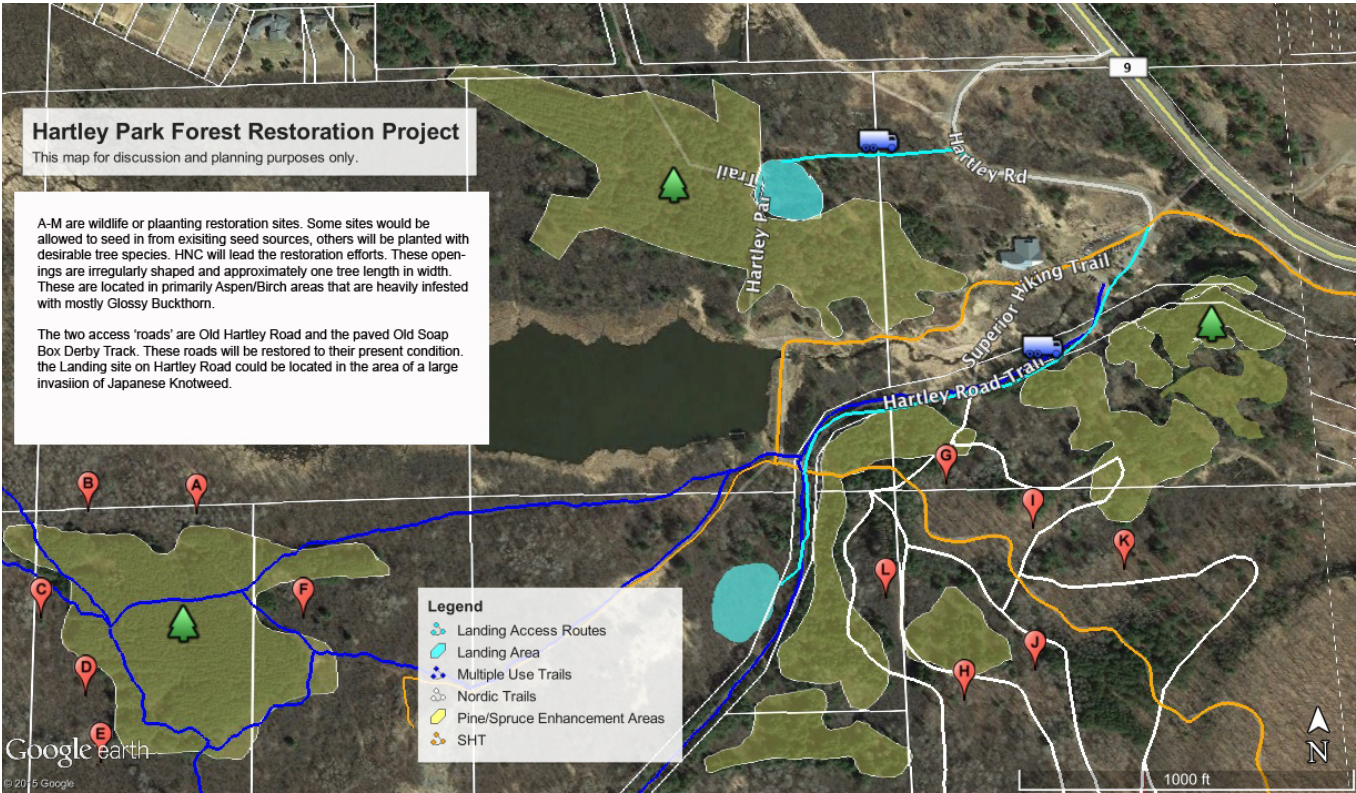 Hartley Park Forest Restoration Project
This map for discussion and planning purposes only.
A-M are wildlife or plaanting restoration sites. Some sites would be
allowed to seed in from exisiting seed sources, others will be planted with
desirable tree species. HNC will lead the restoration efforts. These open-
ings are irregularly shaped and approximately one tree length in width.
These are located in primarily Aspen/Birch areas that are heavily infested
with mostly Glossy Buckthorn.
The two access 'roads' are Old Hartley Road and the paved Old Soap
Box Derby Track. These roads will be restored to their present condition.
the Landing site on Hartley Road could be located in the area of a large
invasiion of Japanese Knotweed.
9
Hartley Rd
Hartley Par
Trail
Superior Hiking Trail
Hartley Road Trail
B
A
G
I
K
C
F
L
D
J
H
E
Legend
Landing Access Routes
Landing Area
Multiple Use Trails
Nordic Trails
Pine/Spruce Enhancement Areas
SHT
Google earth
© 2015 Google
N
1000 ft